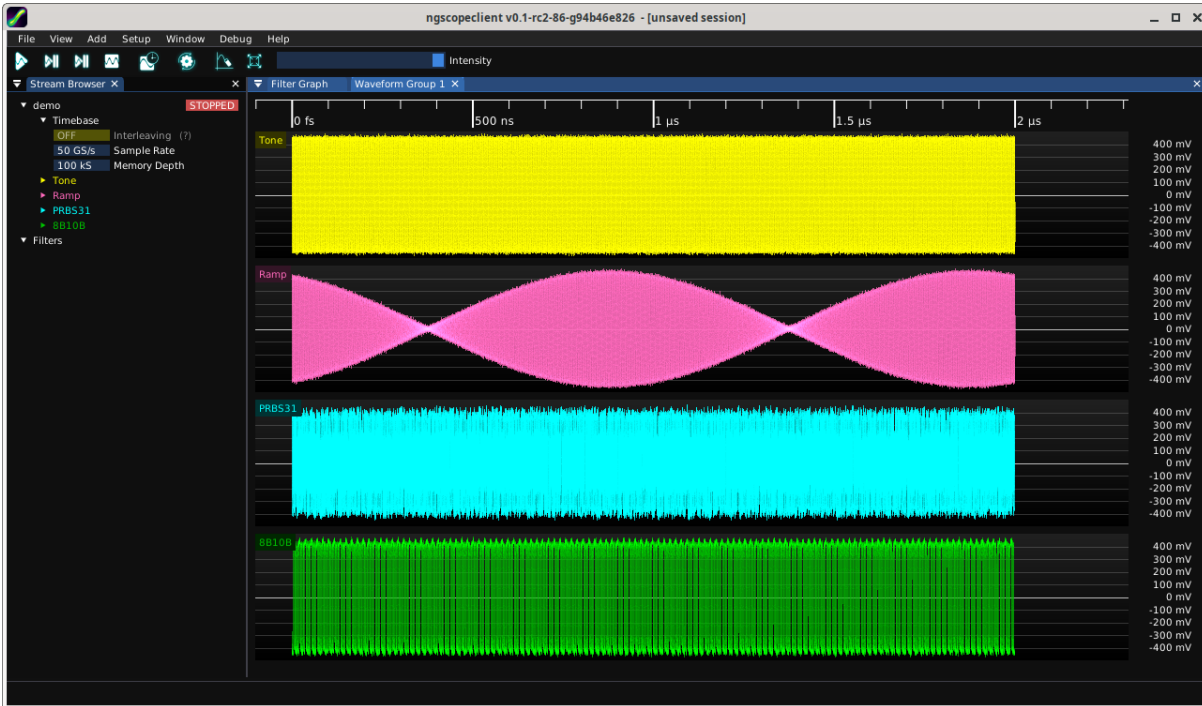 ngscopeclient v0.1-rc2-86-g94b46e826 - [unsaved session]
File View Add Setup Window Debug Help
Intensity
Stream Browser
Filter Graph Waveform Group 1
demo STOPPED
Timebase
OFF Interleaving (?)
50 GS/s Sample Rate
100 kS Memory Depth
Tone
Ramp
PRBS31
8B10B
Filters
0 fs 500 ns 1 µs 1.5 µs 2 µs
Tone
400 mV
300 mV
200 mV
100 mV
0 mV
-100 mV
-200 mV
-300 mV
-400 mV
Ramp
400 mV
300 mV
200 mV
100 mV
0 mV
-100 mV
-200 mV
-300 mV
-400 mV
PRBS31
400 mV
300 mV
200 mV
100 mV
0 mV
-100 mV
-200 mV
-300 mV
-400 mV
8B10B
400 mV
300 mV
200 mV
100 mV
0 mV
-100 mV
-200 mV
-300 mV
-400 mV